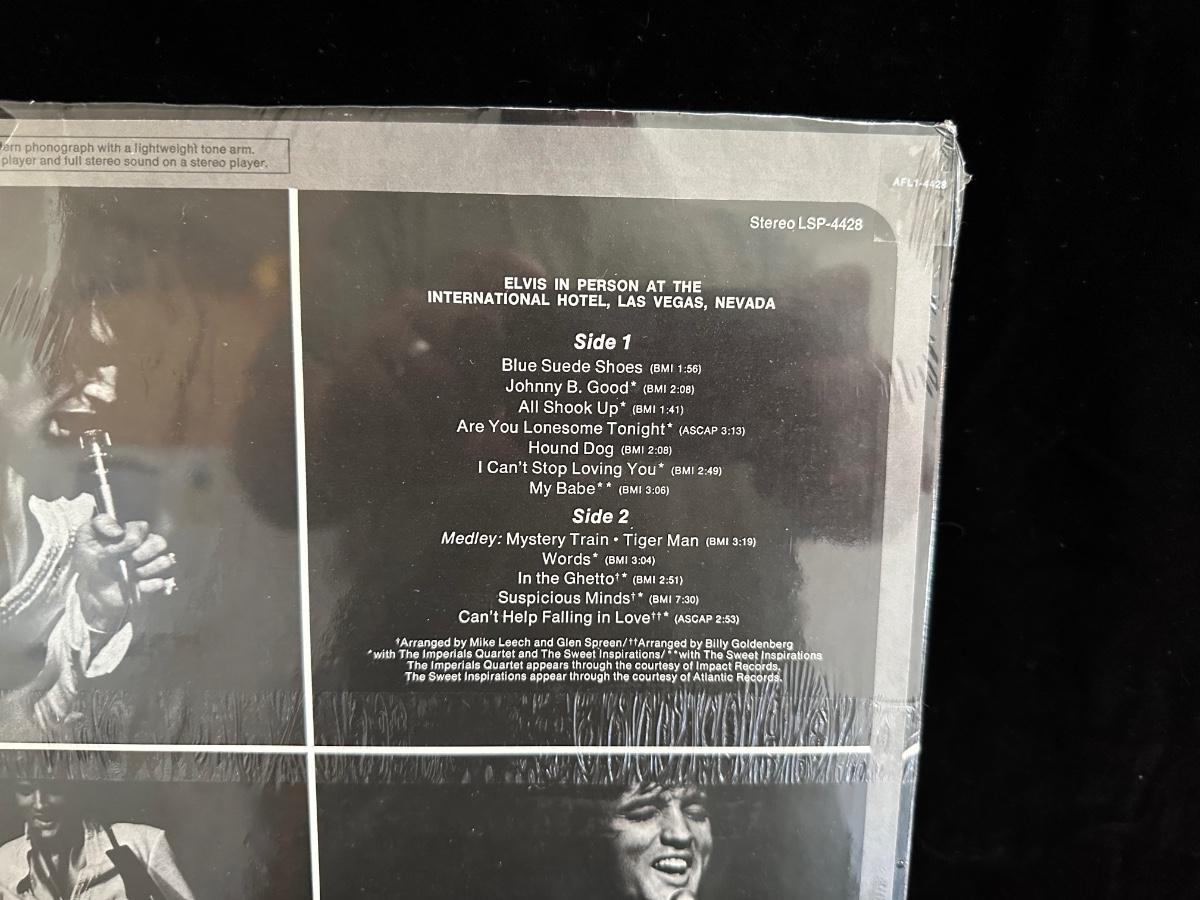 ern phonograph with a lightweight tone arm.
player and full stereo sound on a stereo player.
AFL1-4428
Stereo LSP-4428
ELVIS IN PERSON AT THE
INTERNATIONAL HOTEL, LAS VEGAS, NEVADA
Side 1
Blue Suede Shoes (BMI 1:56)
Johnny B. Good* (BMI 2:08)
All Shook Up* (BMI 1:41)
Are You Lonesome Tonight* (ASCAP 3:13)
Hound Dog (BMI 2:08)
I Can't Stop Loving You* (BMI 2:49)
My Babe** (BMI 3:06)
Side 2
Medley: Mystery Train • Tiger Man (BMI 3:19)
Words* (BMI 3:04)
In the Ghetto†* (BMI 2:51)
Suspicious Minds†* (BMI 7:30)
Can't Help Falling in Love††* (ASCAP 2:53)
†Arranged by Mike Leech and Glen Spreen/††Arranged by Billy Goldenberg
*with The Imperials Quartet and The Sweet Inspirations/**with The Sweet Inspirations
The Imperials Quartet appears through the courtesy of Impact Records.
The Sweet Inspirations appear through the courtesy of Atlantic Records.